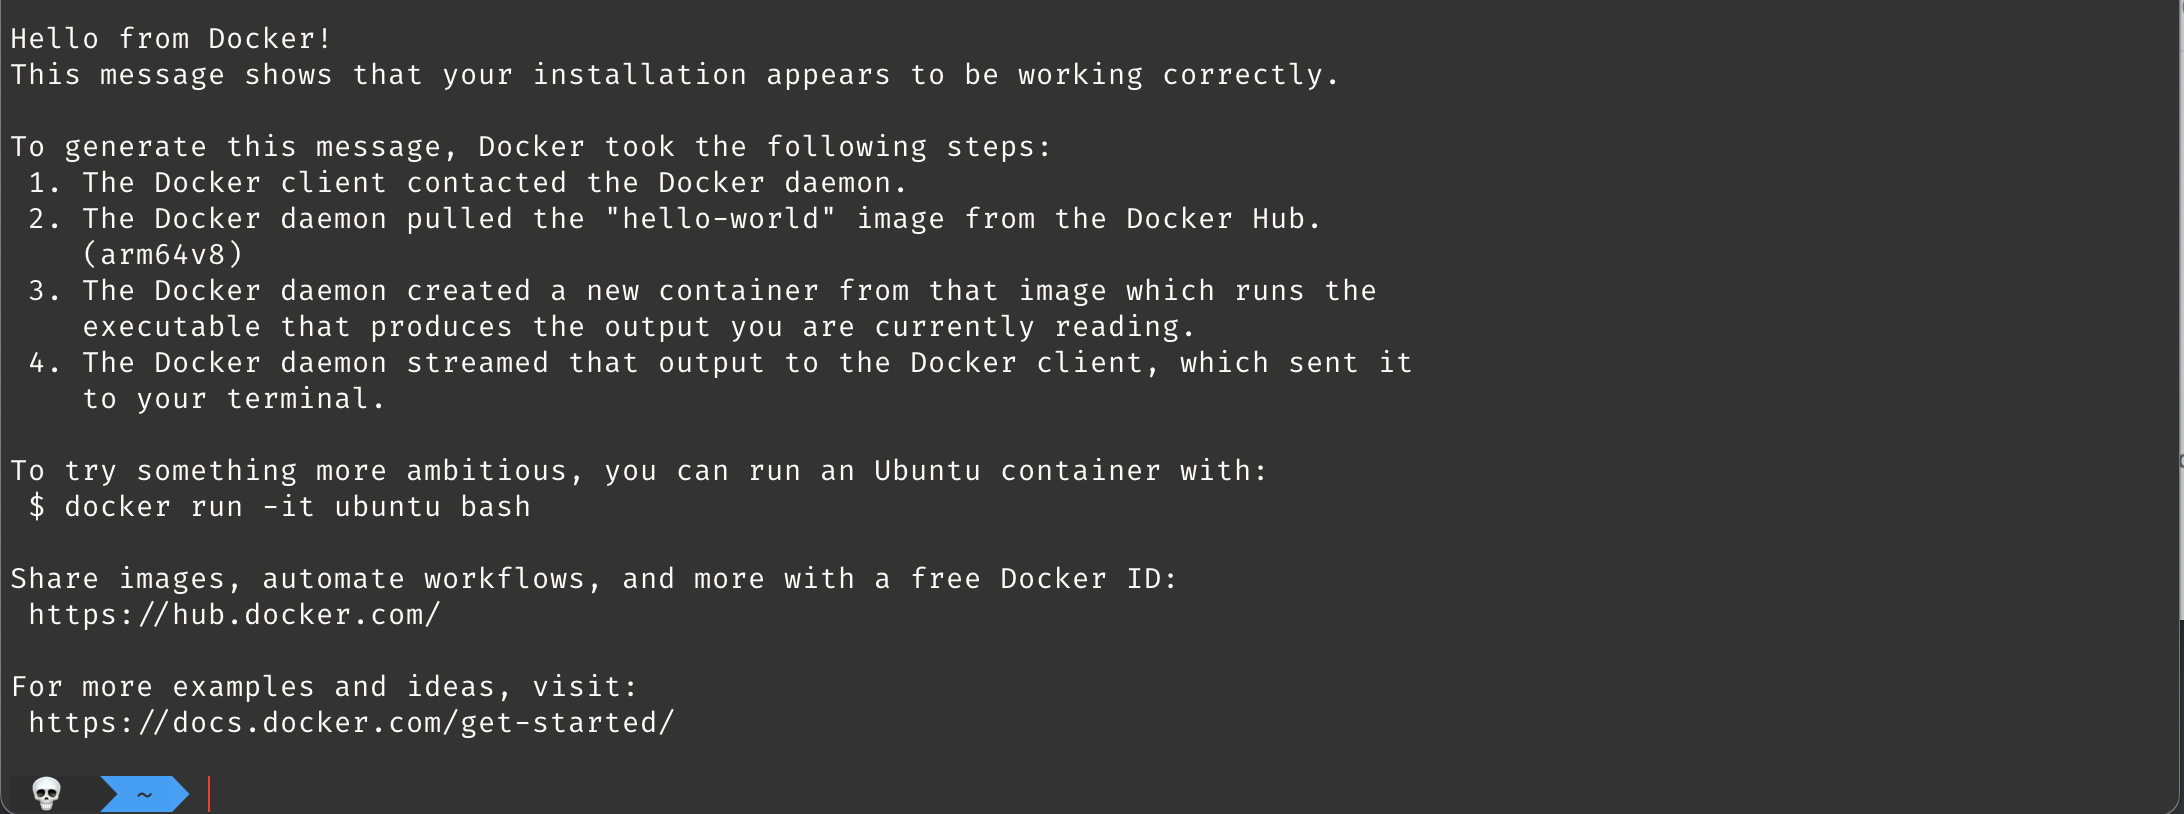 Hello from Docker!
This message shows that your installation appears to be working correctly.
To generate this message, Docker took the following steps:
1. The Docker client contacted the Docker daemon.
2. The Docker daemon pulled the "hello-world" image from the Docker Hub.
(arm64v8)
3. The Docker daemon created a new container from that image which runs the
executable that produces the output you are currently reading.
4. The Docker daemon streamed that output to the Docker client, which sent it
to your terminal.
To try something more ambitious, you can run an Ubuntu container with:
$ docker run -it ubuntu bash
Share images, automate workflows, and more with a free Docker ID:
https://hub.docker.com/
For more examples and ideas, visit:
https://docs.docker.com/get-started/
💀 ~